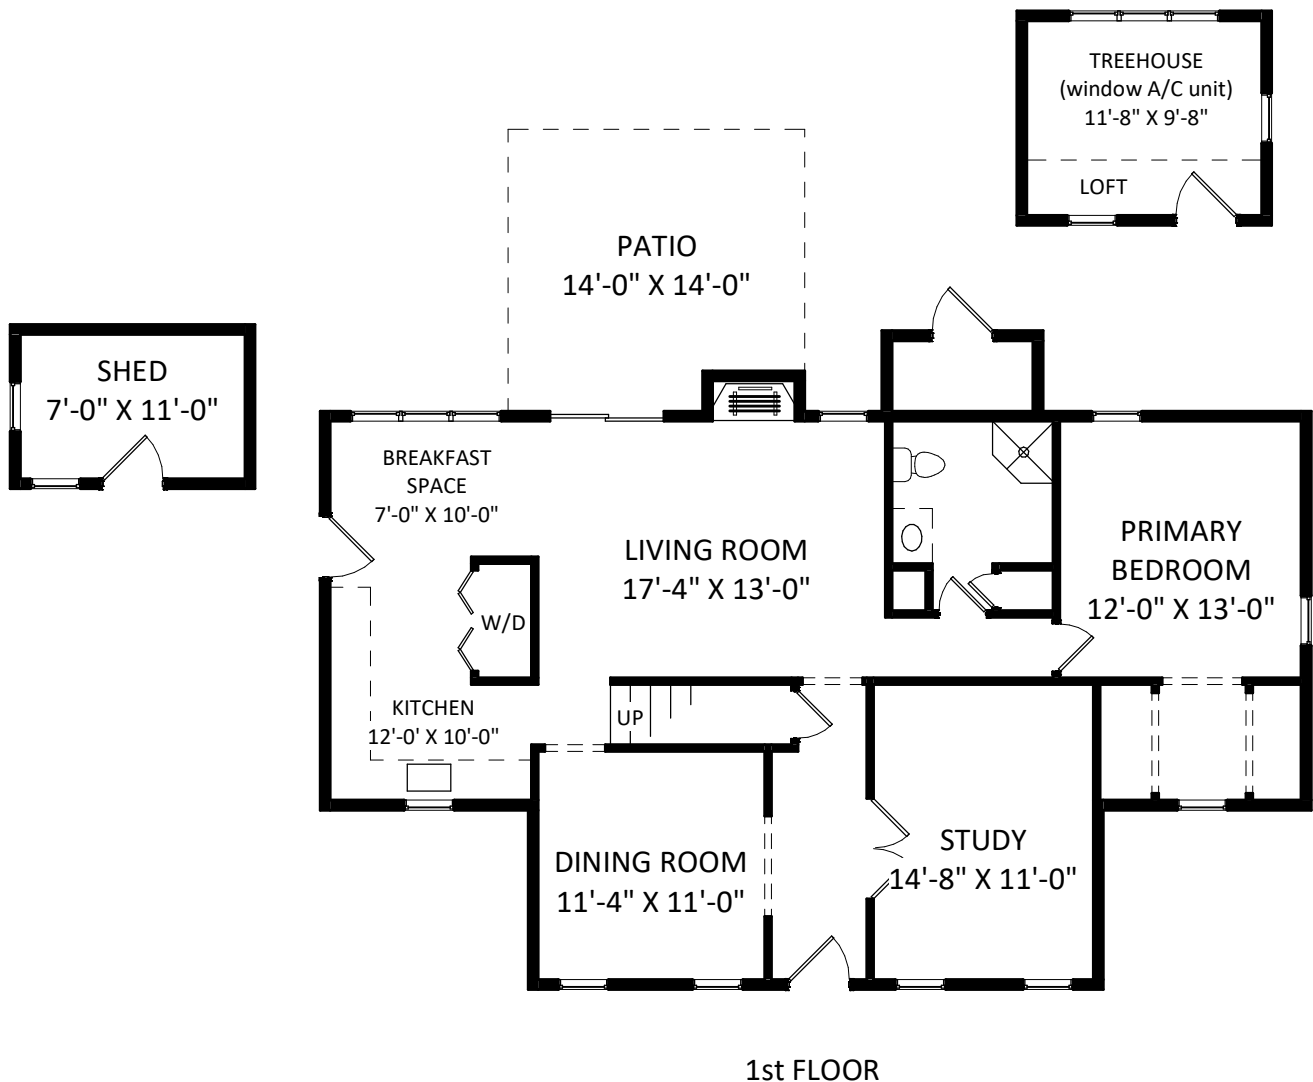 TREEHOUSE
(window A/C unit)
11'-8" X 9'-8"
LOFT
PATIO
14'-0" X 14'-0"
SHED
7'-0" X 11'-0"
BREAKFAST
SPACE
7'-0" X 10'-0"
LIVING ROOM
17'-4" X 13'-0"
PRIMARY
BEDROOM
12'-0" X 13'-0"
W/D
KITCHEN
12'-0' X 10'-0"
UP
DINING ROOM
11'-4" X 11'-0"
STUDY
14'-8" X 11'-0"
1st FLOOR